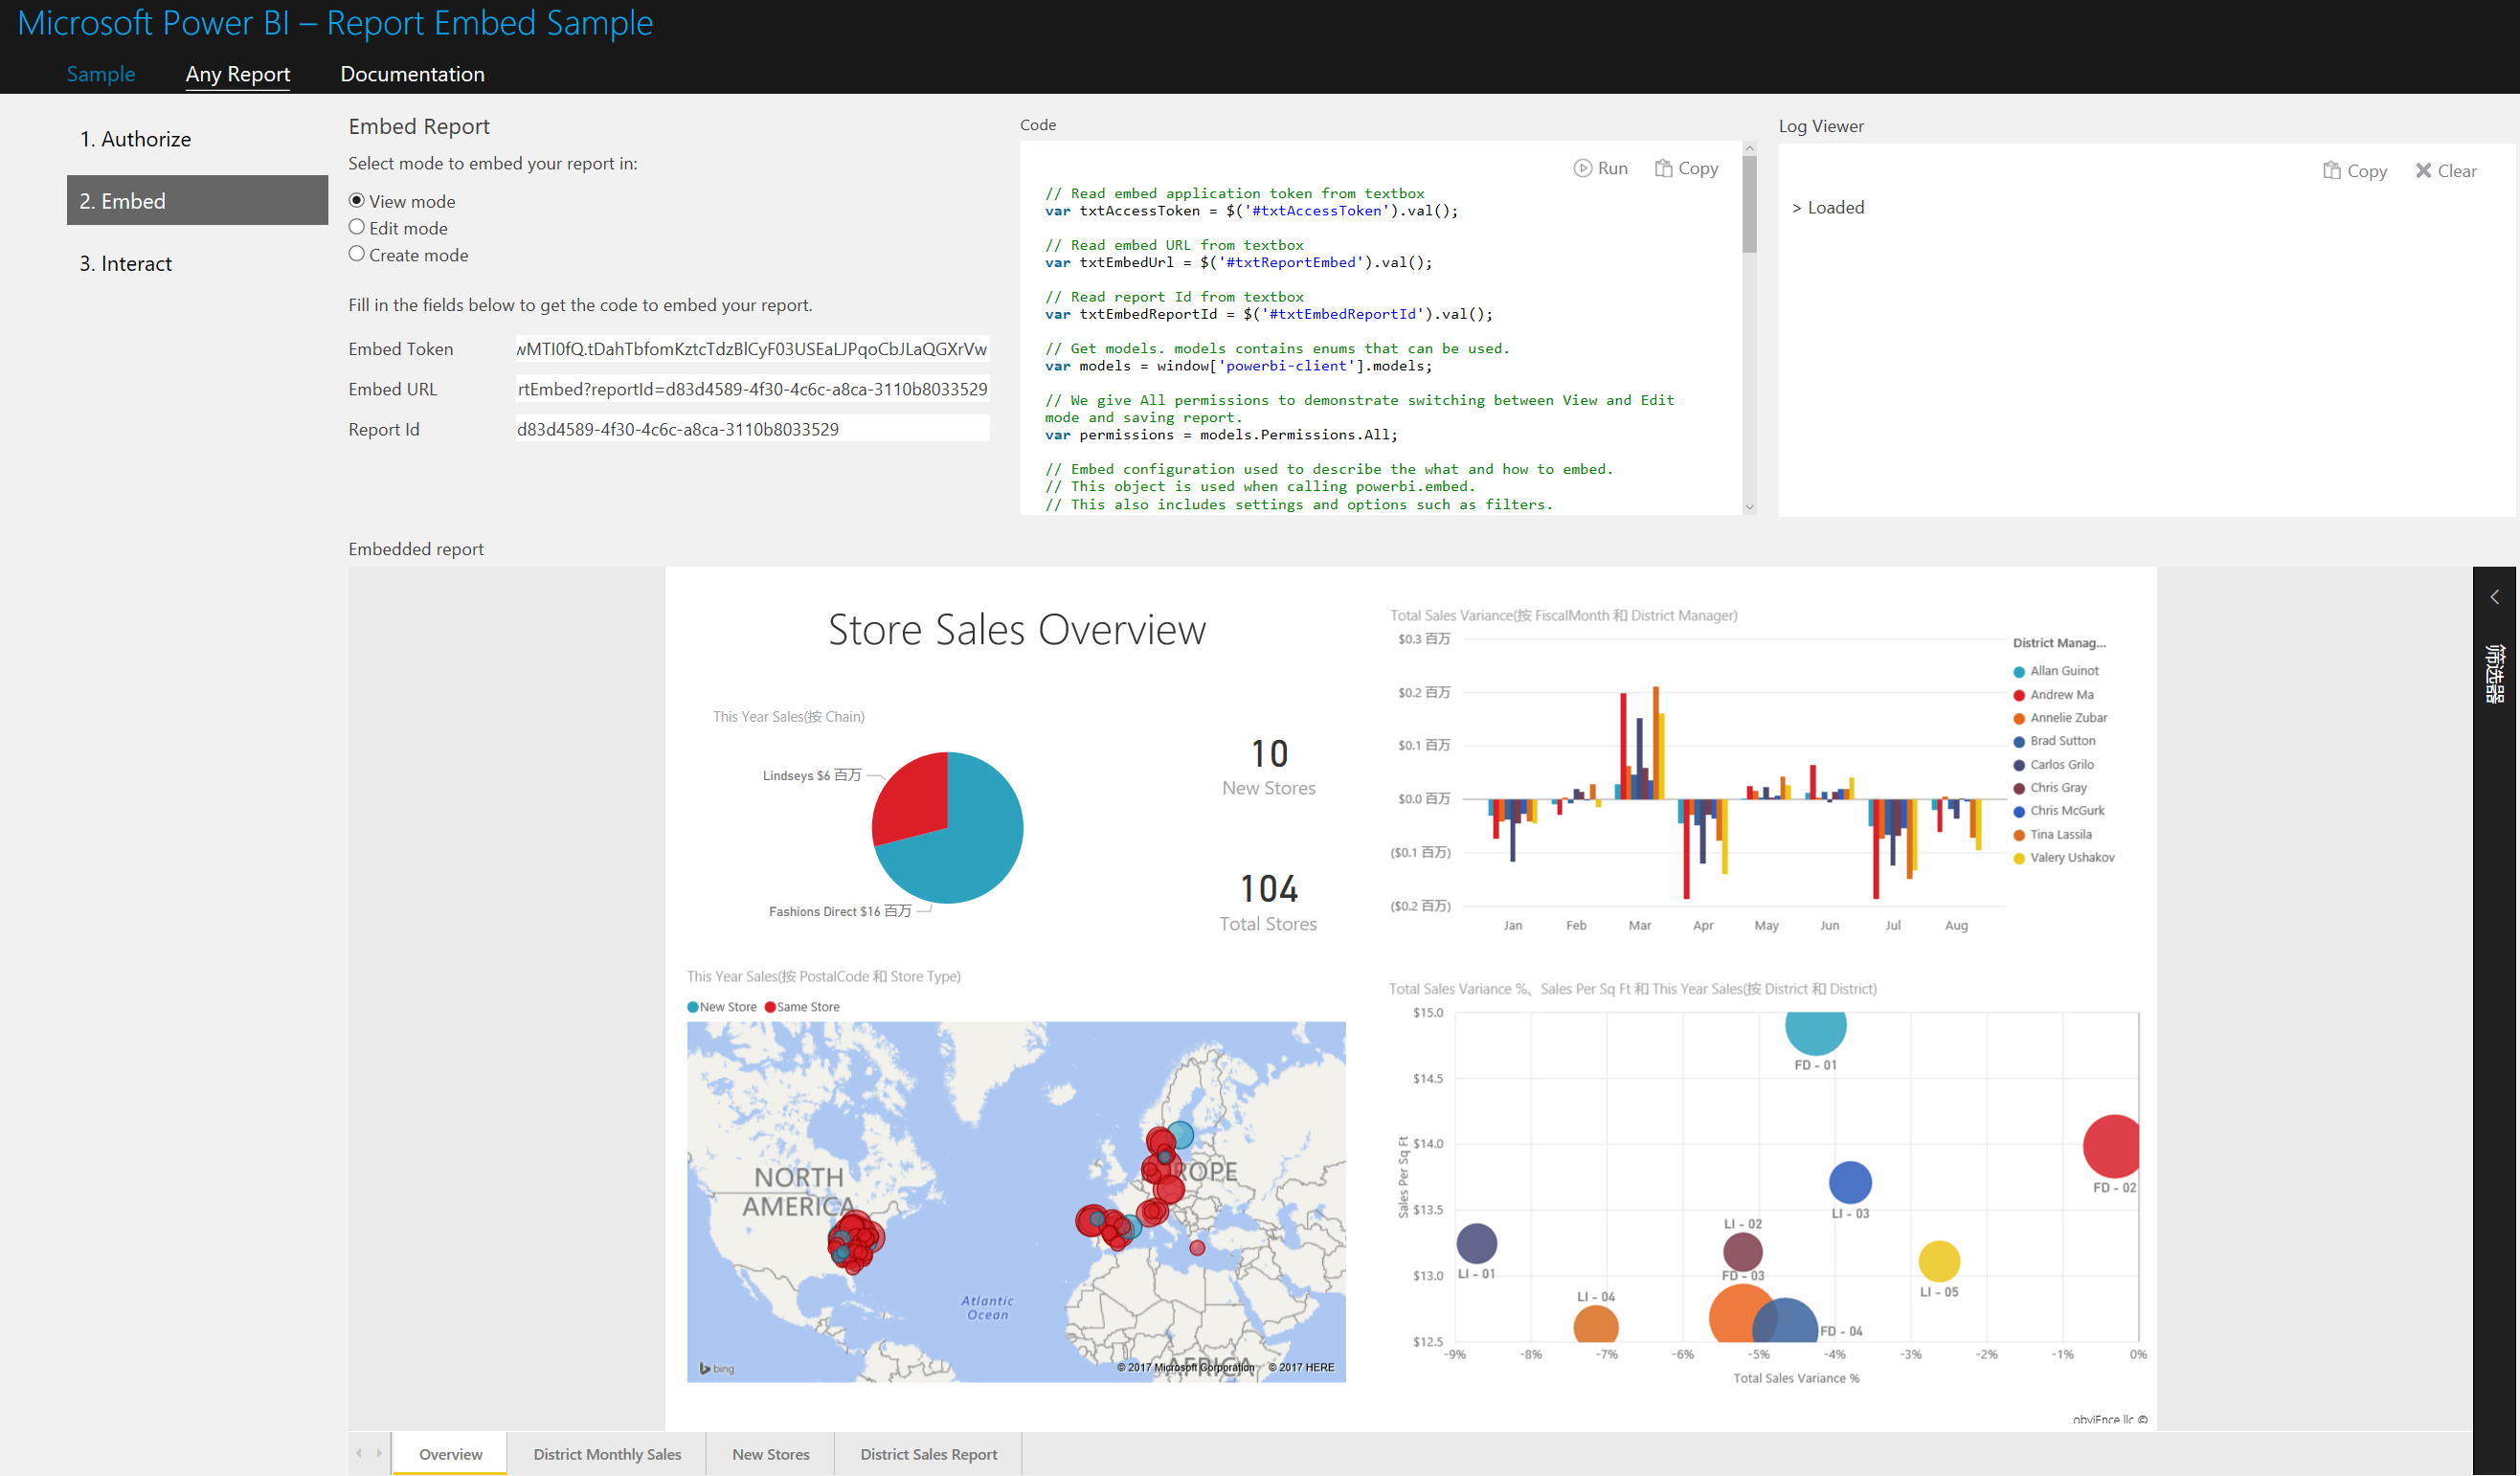 Microsoft Power BI – Report Embed Sample
Sample
Any Report
Documentation
1. Authorize
2. Embed
3. Interact
Embed Report
Select mode to embed your report in:
View mode
Edit mode
Create mode
Fill in the fields below to get the code to embed your report.
Embed Token
wMTI0fQ.tDahTbfomKztcTdzBlCyF03USEaLJPqoCbJLaQGXrVw
Embed URL
rtEmbed?reportId=d83d4589-4f30-4c6c-a8ca-3110b8033529
Report Id
d83d4589-4f30-4c6c-a8ca-3110b8033529
Code
Run
Copy
// Read embed application token from textbox
var txtAccessToken = $('#txtAccessToken').val();
// Read embed URL from textbox
var txtEmbedUrl = $('#txtReportEmbed').val();
// Read report Id from textbox
var txtEmbedReportId = $('#txtEmbedReportId').val();
// Get models. models contains enums that can be used.
var models = window['powerbi-client'].models;
// We give All permissions to demonstrate switching between View and Edit
mode and saving report.
var permissions = models.Permissions.All;
// Embed configuration used to describe the what and how to embed.
// This object is used when calling powerbi.embed.
// This also includes settings and options such as filters.
Log Viewer
Copy
Clear
> Loaded
Embedded report
Store Sales Overview
This Year Sales(按 Chain)
Lindseys $6 百万
Fashions Direct $16 百万
10
New Stores
104
Total Stores
Total Sales Variance(按 FiscalMonth 和 District Manager)
$0.3 百万
$0.2 百万
$0.1 百万
$0.0 百万
($0.1 百万)
($0.2 百万)
Jan
Feb
Mar
Apr
May
Jun
Jul
Aug
District Manag...
Allan Guinot
Andrew Ma
Annelie Zubar
Brad Sutton
Carlos Grilo
Chris Gray
Chris McGurk
Tina Lassila
Valery Ushakov
筛选器
This Year Sales(按 PostalCode 和 Store Type)
New Store
Same Store
NORTH
AMERICA
ROPE
Atlantic
Ocean
AFRICA
bing
© 2017 Microsoft Corporation
© 2017 HERE
Total Sales Variance %、Sales Per Sq Ft 和 This Year Sales(按 District 和 District)
$15.0
$14.5
$14.0
$13.5
$13.0
$12.5
Sales Per Sq Ft
FD - 01
FD - 02
LI - 03
LI - 02
LI - 01
FD - 03
LI - 05
LI - 04
FD - 04
-9%
-8%
-7%
-6%
-5%
-4%
-3%
-2%
-1%
0%
Total Sales Variance %
obviEnce llc ©
Overview
District Monthly Sales
New Stores
District Sales Report